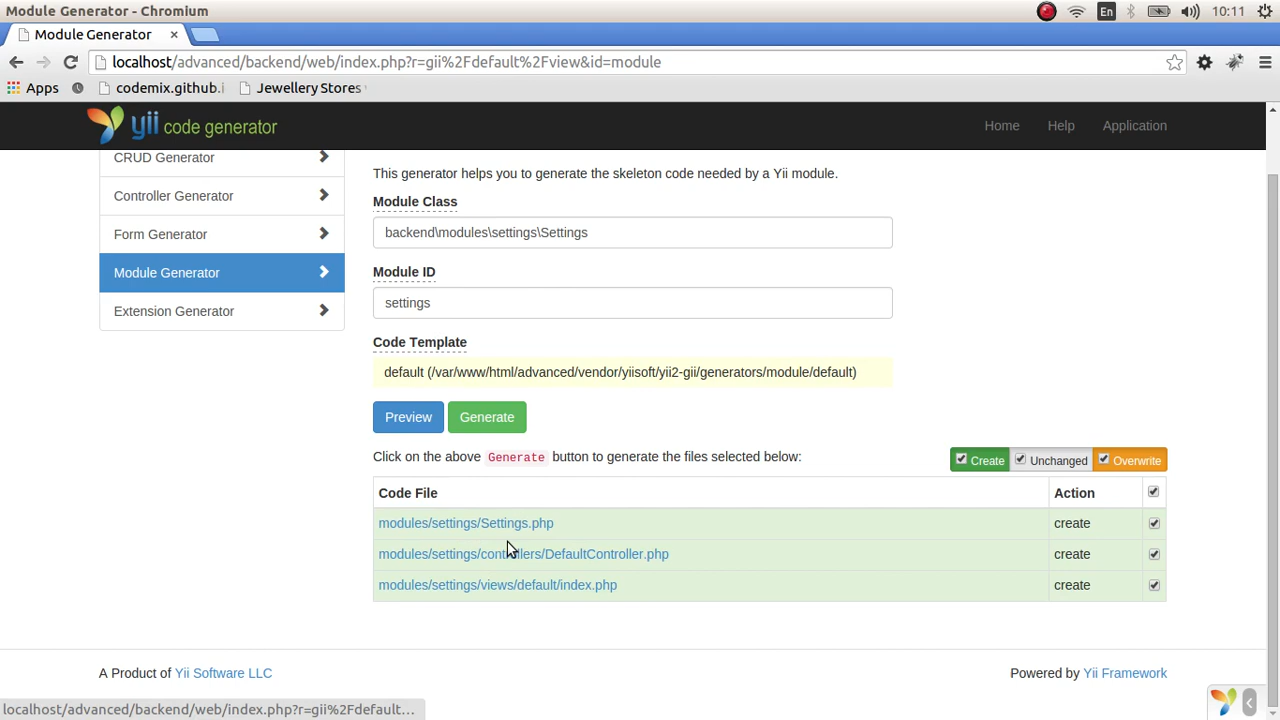 Module Generator - Chromium
En
10:11
Module Generator
×
localhost/advanced/backend/web/index.php?r=gii%2Fdefault%2Fview&id=module
Apps
codemix.github.i
Jewellery Stores
yii code generator
Home
Help
Application
CRUD Generator
Controller Generator
Form Generator
Module Generator
Extension Generator
This generator helps you to generate the skeleton code needed by a Yii module.
Module Class
backend\modules\settings\Settings
Module ID
settings
Code Template
default (/var/www/html/advanced/vendor/yiisoft/yii2-gii/generators/module/default)
Preview
Generate
Click on the above Generate button to generate the files selected below:
Create
Unchanged
Overwrite
Code File
Action
modules/settings/Settings.php
create
modules/settings/controllers/DefaultController.php
create
modules/settings/views/default/index.php
create
A Product of Yii Software LLC
Powered by Yii Framework
localhost/advanced/backend/web/index.php?r=gii%2Fdefault...